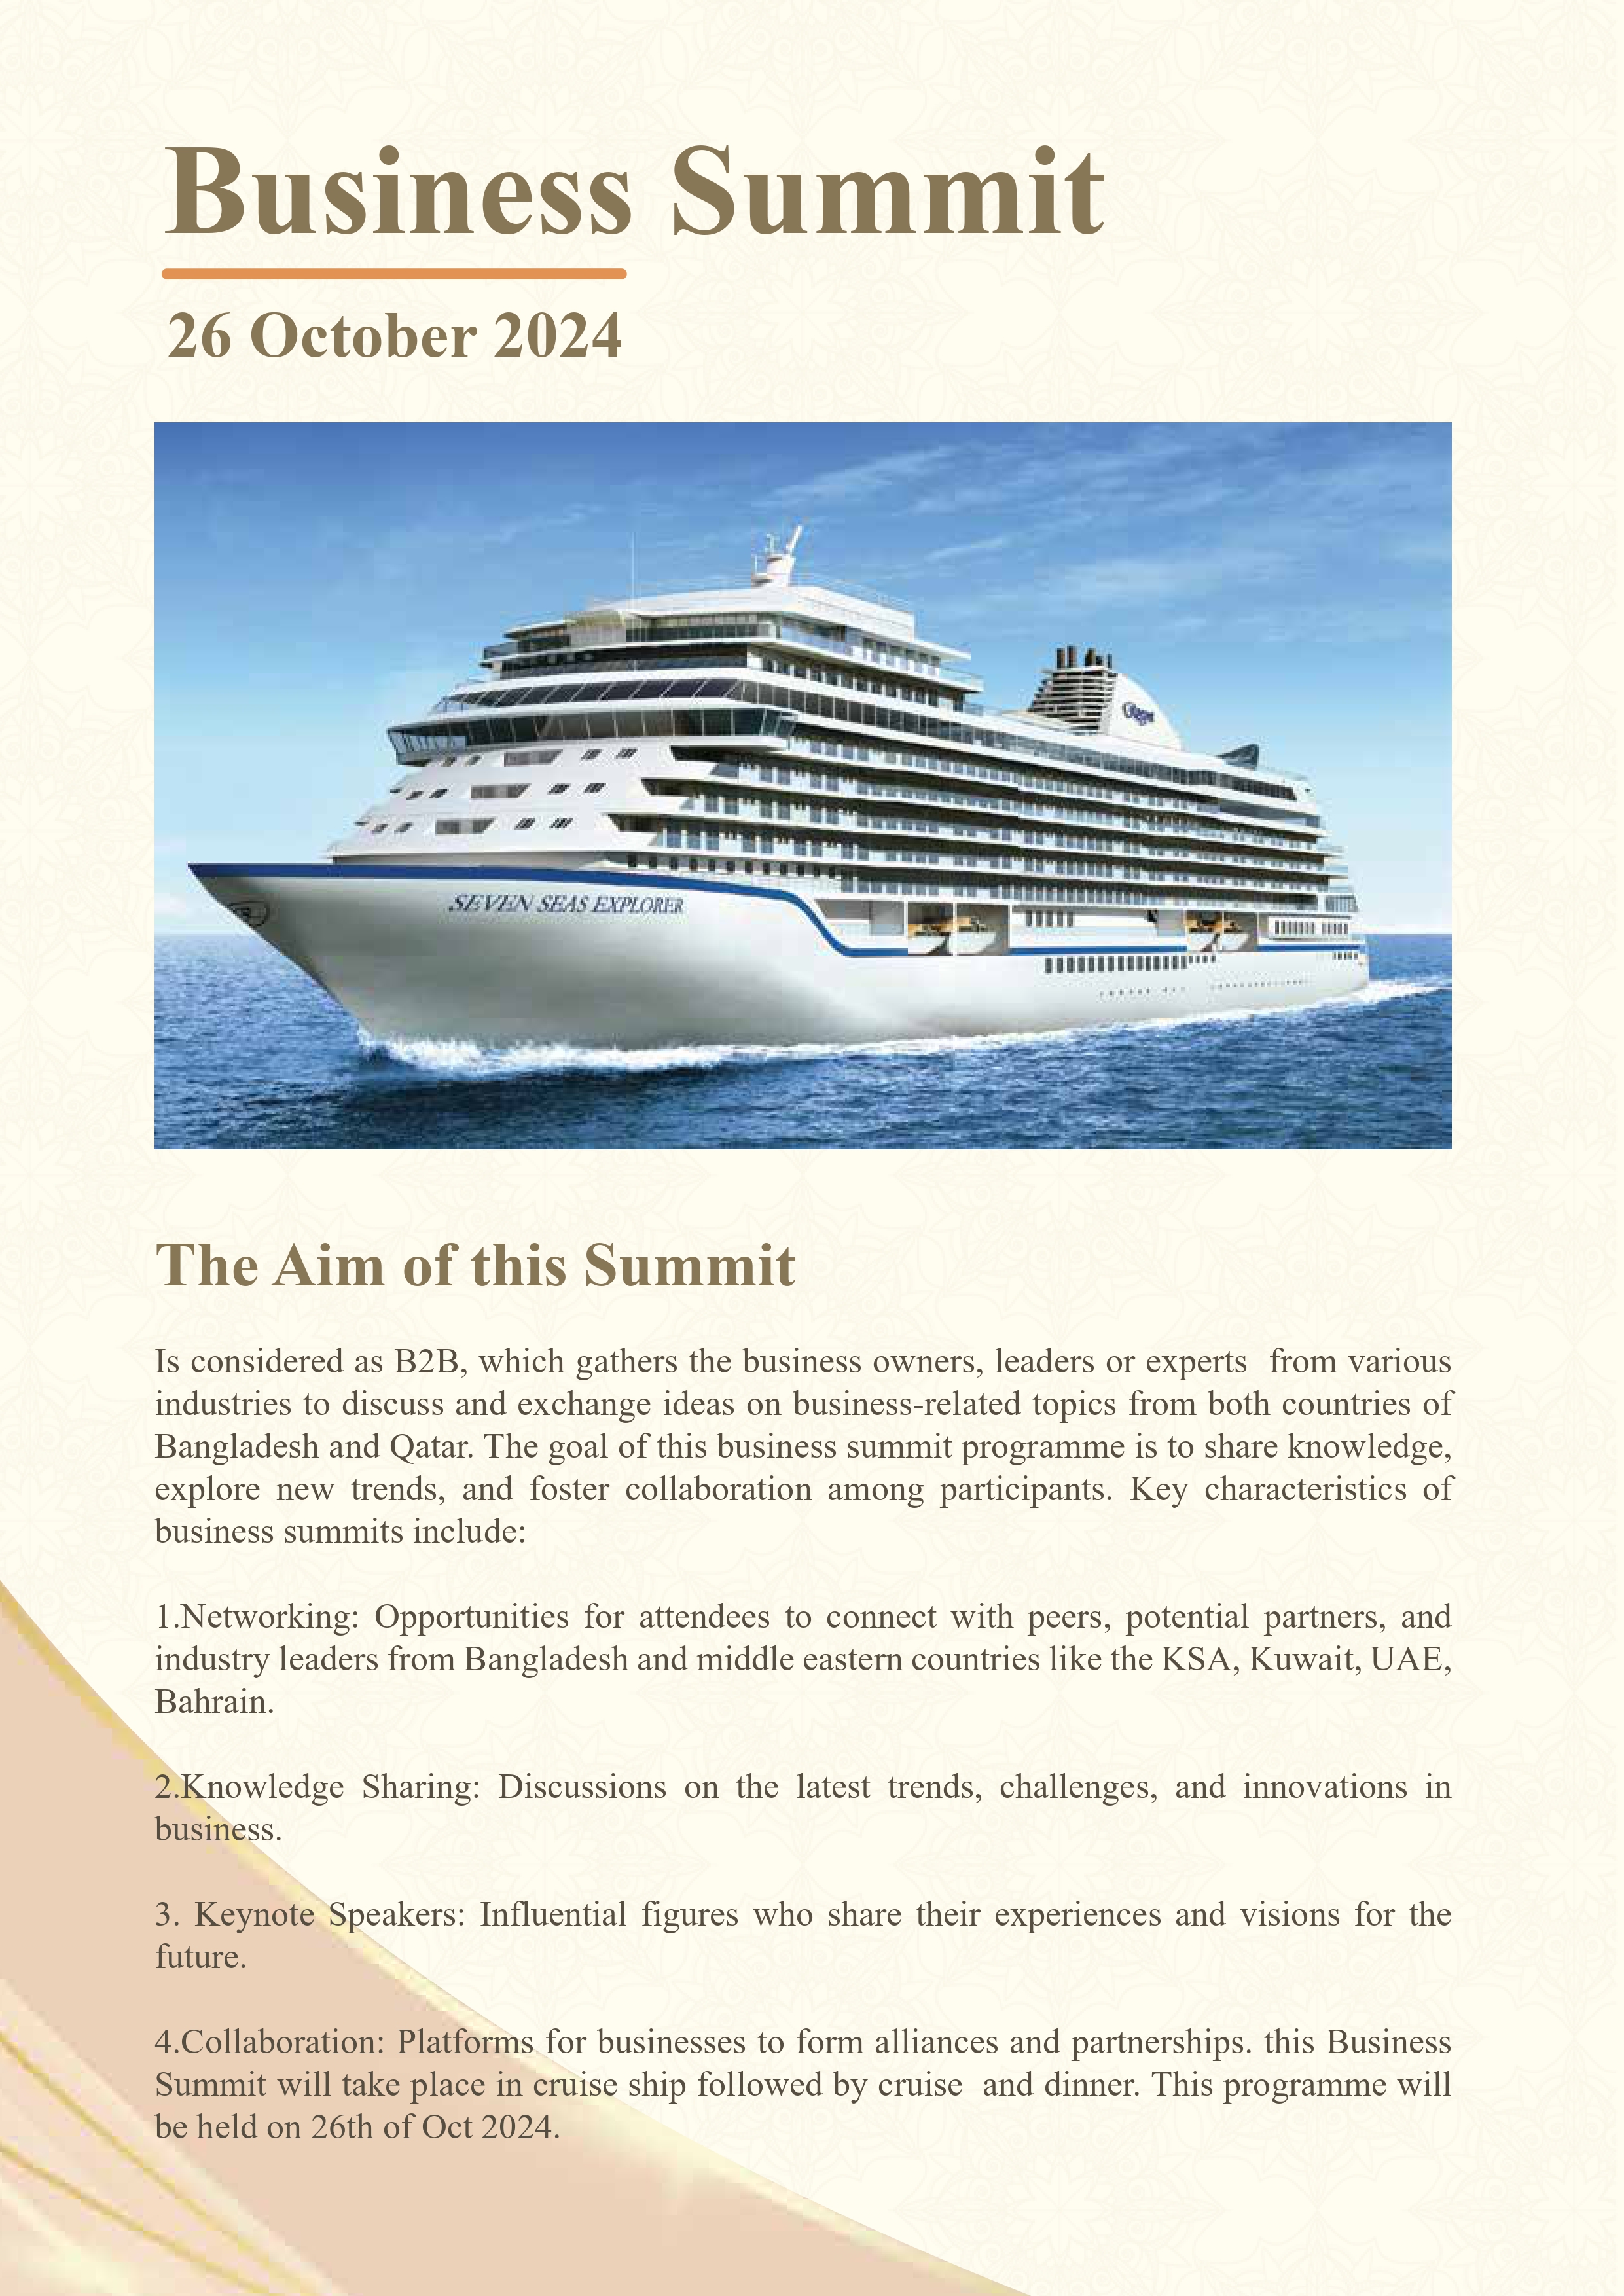 Business Summit
26 October 2024
SEVEN SEAS EXPLORER
The Aim of this Summit
Is considered as B2B, which gathers the business owners, leaders or experts  from various
industries to discuss and exchange ideas on business-related topics from both countries of
Bangladesh and Qatar. The goal of this business summit programme is to share knowledge,
explore new trends, and foster collaboration among participants. Key characteristics of
business summits include:
1.Networking: Opportunities for attendees to connect with peers, potential partners, and
industry leaders from Bangladesh and middle eastern countries like the KSA, Kuwait, UAE,
Bahrain.
2.Knowledge Sharing: Discussions on the latest trends, challenges, and innovations in
business.
3. Keynote Speakers: Influential figures who share their experiences and visions for the
future.
4.Collaboration: Platforms for businesses to form alliances and partnerships. this Business
Summit will take place in cruise ship followed by cruise  and dinner. This programme will
be held on 26th of Oct 2024.